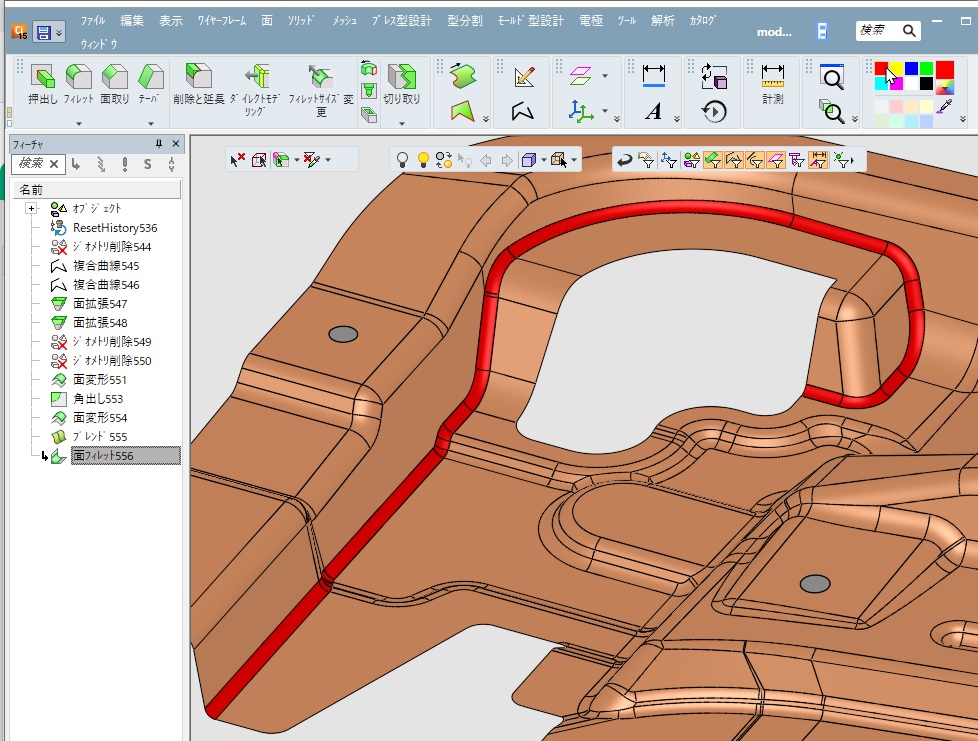 Ci
15
ﾌｧｲﾙ 編集 表示 ﾜｲﾔｰﾌﾚｰﾑ 面 ｿﾘｯﾄﾞ ﾒｯｼｭ ﾌﾟﾚｽ型設計 型分割 ﾓｰﾙﾄﾞ型設計 電極 ﾂｰﾙ 解析 ｶﾀﾛｸﾞ
ｳｨﾝﾄﾞｳ
mod...
検索
押出し ﾌｨﾚｯﾄ 面取り ﾃｰﾊﾟ 削除と延長 ﾀﾞｲﾚｸﾄﾓﾃﾞﾘﾝｸﾞ ﾌｨﾚｯﾄｻｲｽﾞ変更 切り取り
A
計測
ﾌｨｰﾁｬ
検索
S
名前
ｵﾌﾞｼﾞｪｸﾄ
ResetHistory536
ｼﾞｵﾒﾄﾘ削除544
複合曲線545
複合曲線546
面拡張547
面拡張548
ｼﾞｵﾒﾄﾘ削除549
ｼﾞｵﾒﾄﾘ削除550
面変形551
角出し553
面変形554
ﾌﾞﾚﾝﾄﾞ555
面ﾌｨﾚｯﾄ556